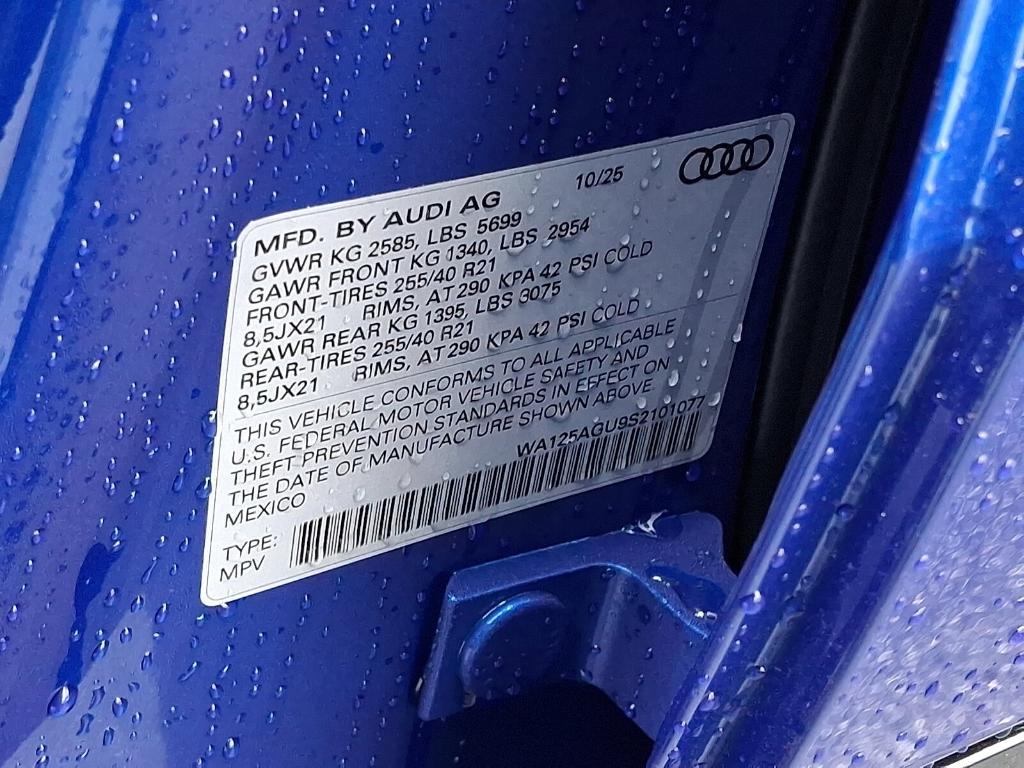 10/25
MFD. BY AUDI AG
GVWR KG 2585, LBS 5699
GAWR FRONT KG 1340, LBS 2954
FRONT-TIRES 255/40 R21
8,5JX21 RIMS, AT 290 KPA 42 PSI COLD
GAWR REAR KG 1395, LBS 3075
REAR-TIRES 255/40 R21
8,5JX21 RIMS, AT 290 KPA 42 PSI COLD
THIS VEHICLE CONFORMS TO ALL APPLICABLE
U.S. FEDERAL MOTOR VEHICLE SAFETY AND
THEFT PREVENTION STANDARDS IN EFFECT ON
THE DATE OF MANUFACTURE SHOWN ABOVE.
MEXICO
WA125AGU9S2101077
TYPE:
MPV